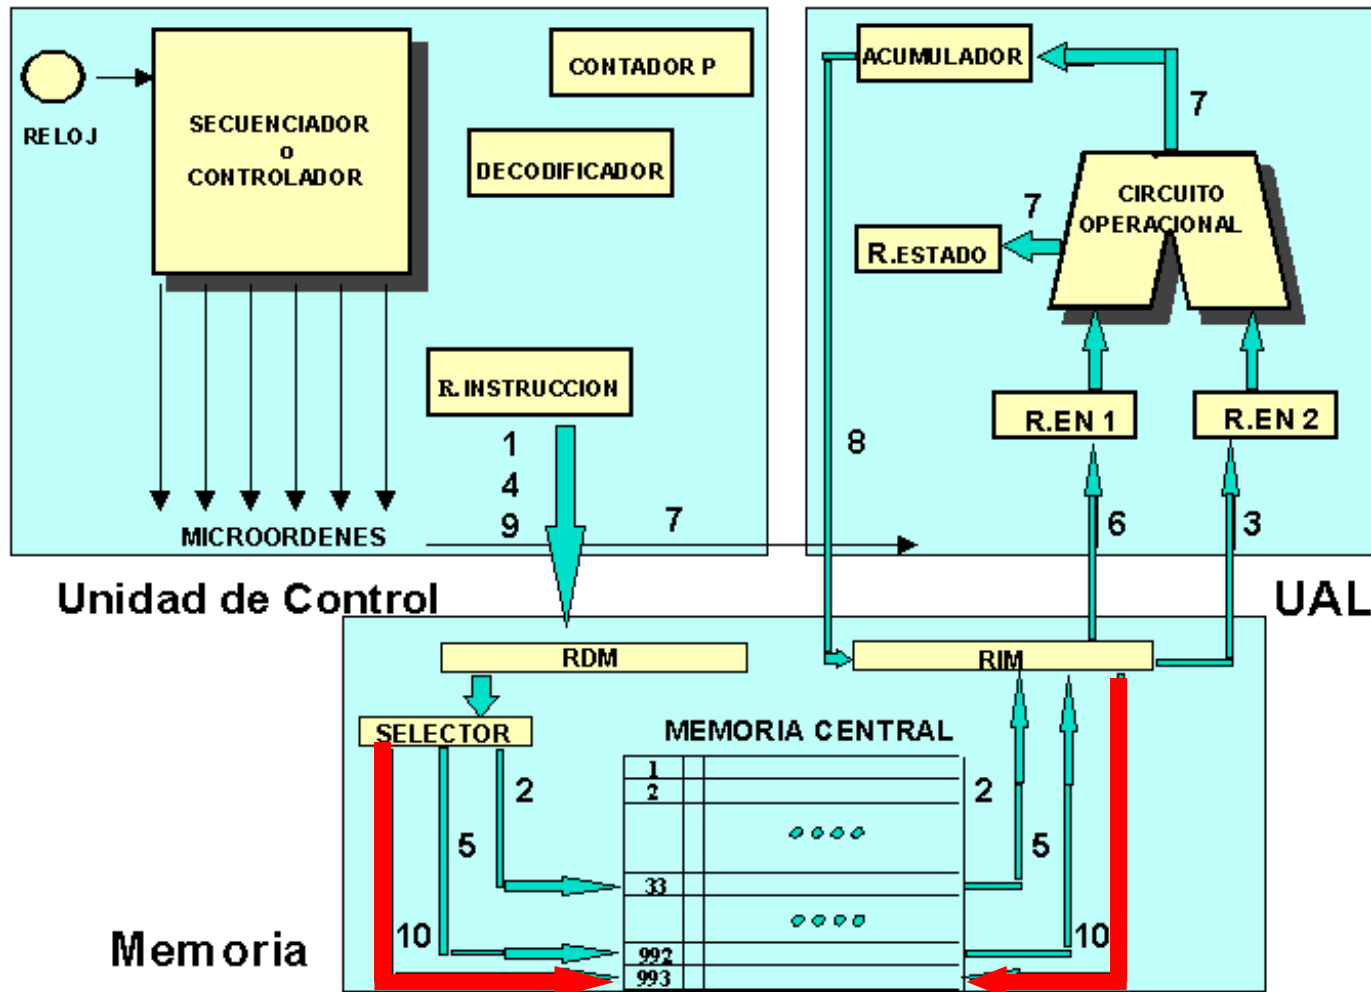 RELOJ
SECUENCIADOR
o
CONTROLADOR
CONTADOR P
DECODIFICADOR
R.INSTRUCCION
1
4
9
7
MICROORDENES
Unidad de Control
ACUMULADOR
7
CIRCUITO
OPERACIONAL
7
R.ESTADO
R.EN 1
R.EN 2
8
6
3
UAL
RDM
RIM
SELECTOR
MEMORIA CENTRAL
1
2
33
992
993
2
5
10
2
5
10
Memoria